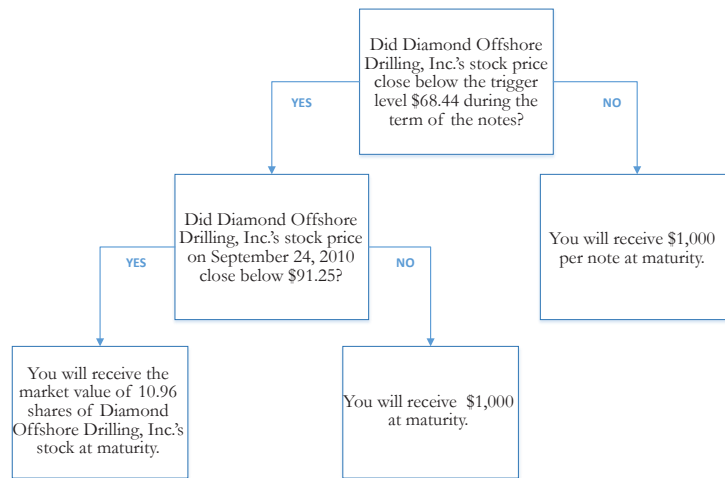 Did Diamond Offshore
Drilling, Inc.'s stock price
close below the trigger
level $68.44 during the
term of the notes?
YES
NO
Did Diamond Offshore
Drilling, Inc.'s stock price
on September 24, 2010
close below $91.25?
You will receive $1,000
per note at maturity.
YES
NO
You will receive the
market value of 10.96
shares of Diamond
Offshore Drilling, Inc.'s
stock at maturity.
You will receive $1,000
at maturity.